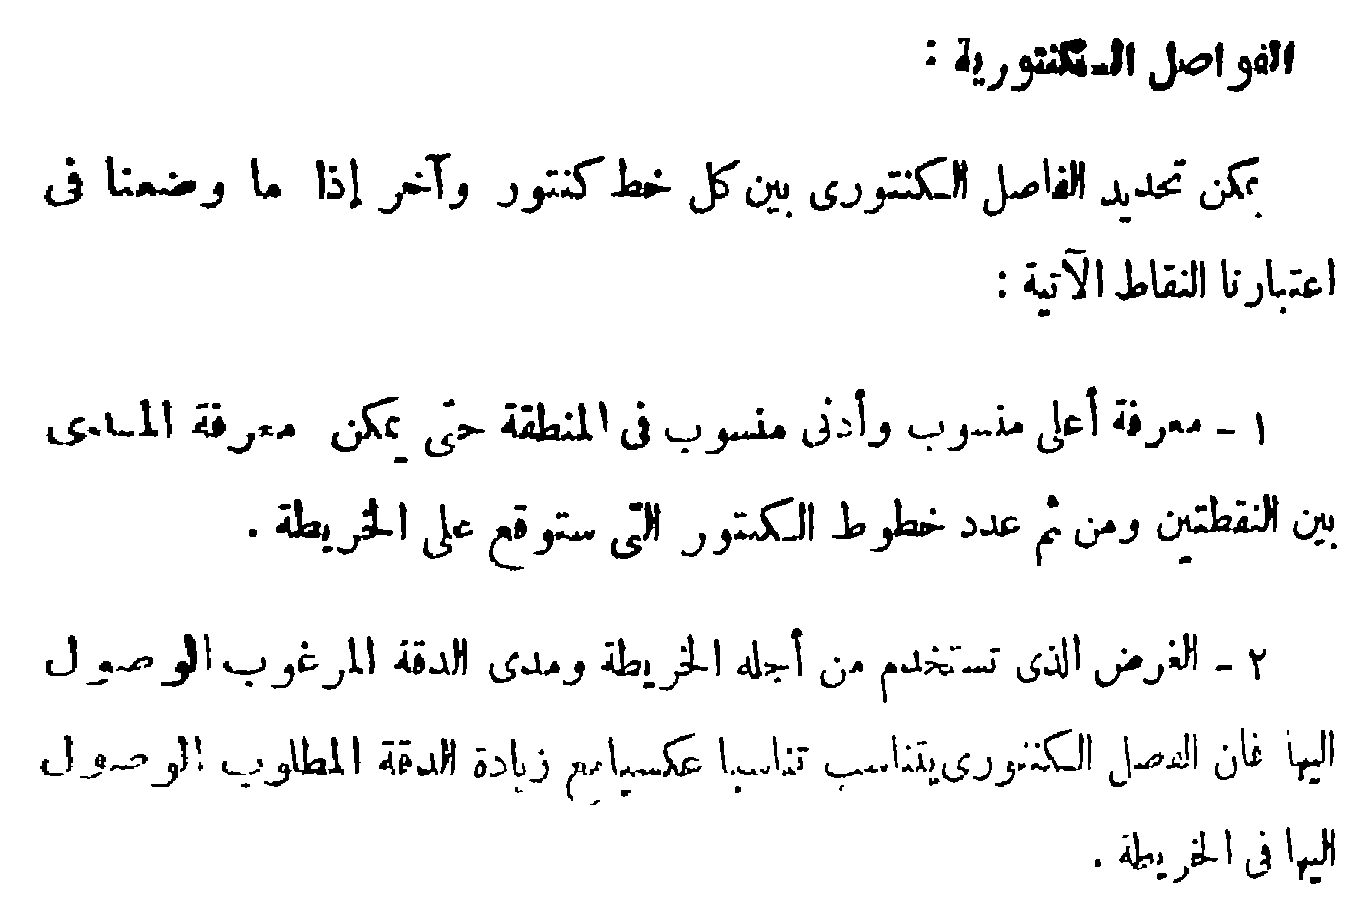 الفواصل الكنتورية :
يمكن تحديد الفاصل الكنتورى بين كل خط كنتور وآخر إذا ما وضعنا فى
اعتبارنا النقاط الآتية :
١ - معرفة أعلى منسوب وأدنى منسوب فى المنطقة حتى يمكن معرفة المدى
بين النقطتين ومن ثم عدد خطوط الكنتور التى ستوقع على الخريطة .
٢ - الغرض الذى تستخدم من أجله الخريطة ومدى الدقة المرغوب الوصول
اليها فان الفصل الكنتورى يتناسب تناسبا عكسيا مع زيادة الدقة المطلوب الوصول
اليها فى الخريطة .